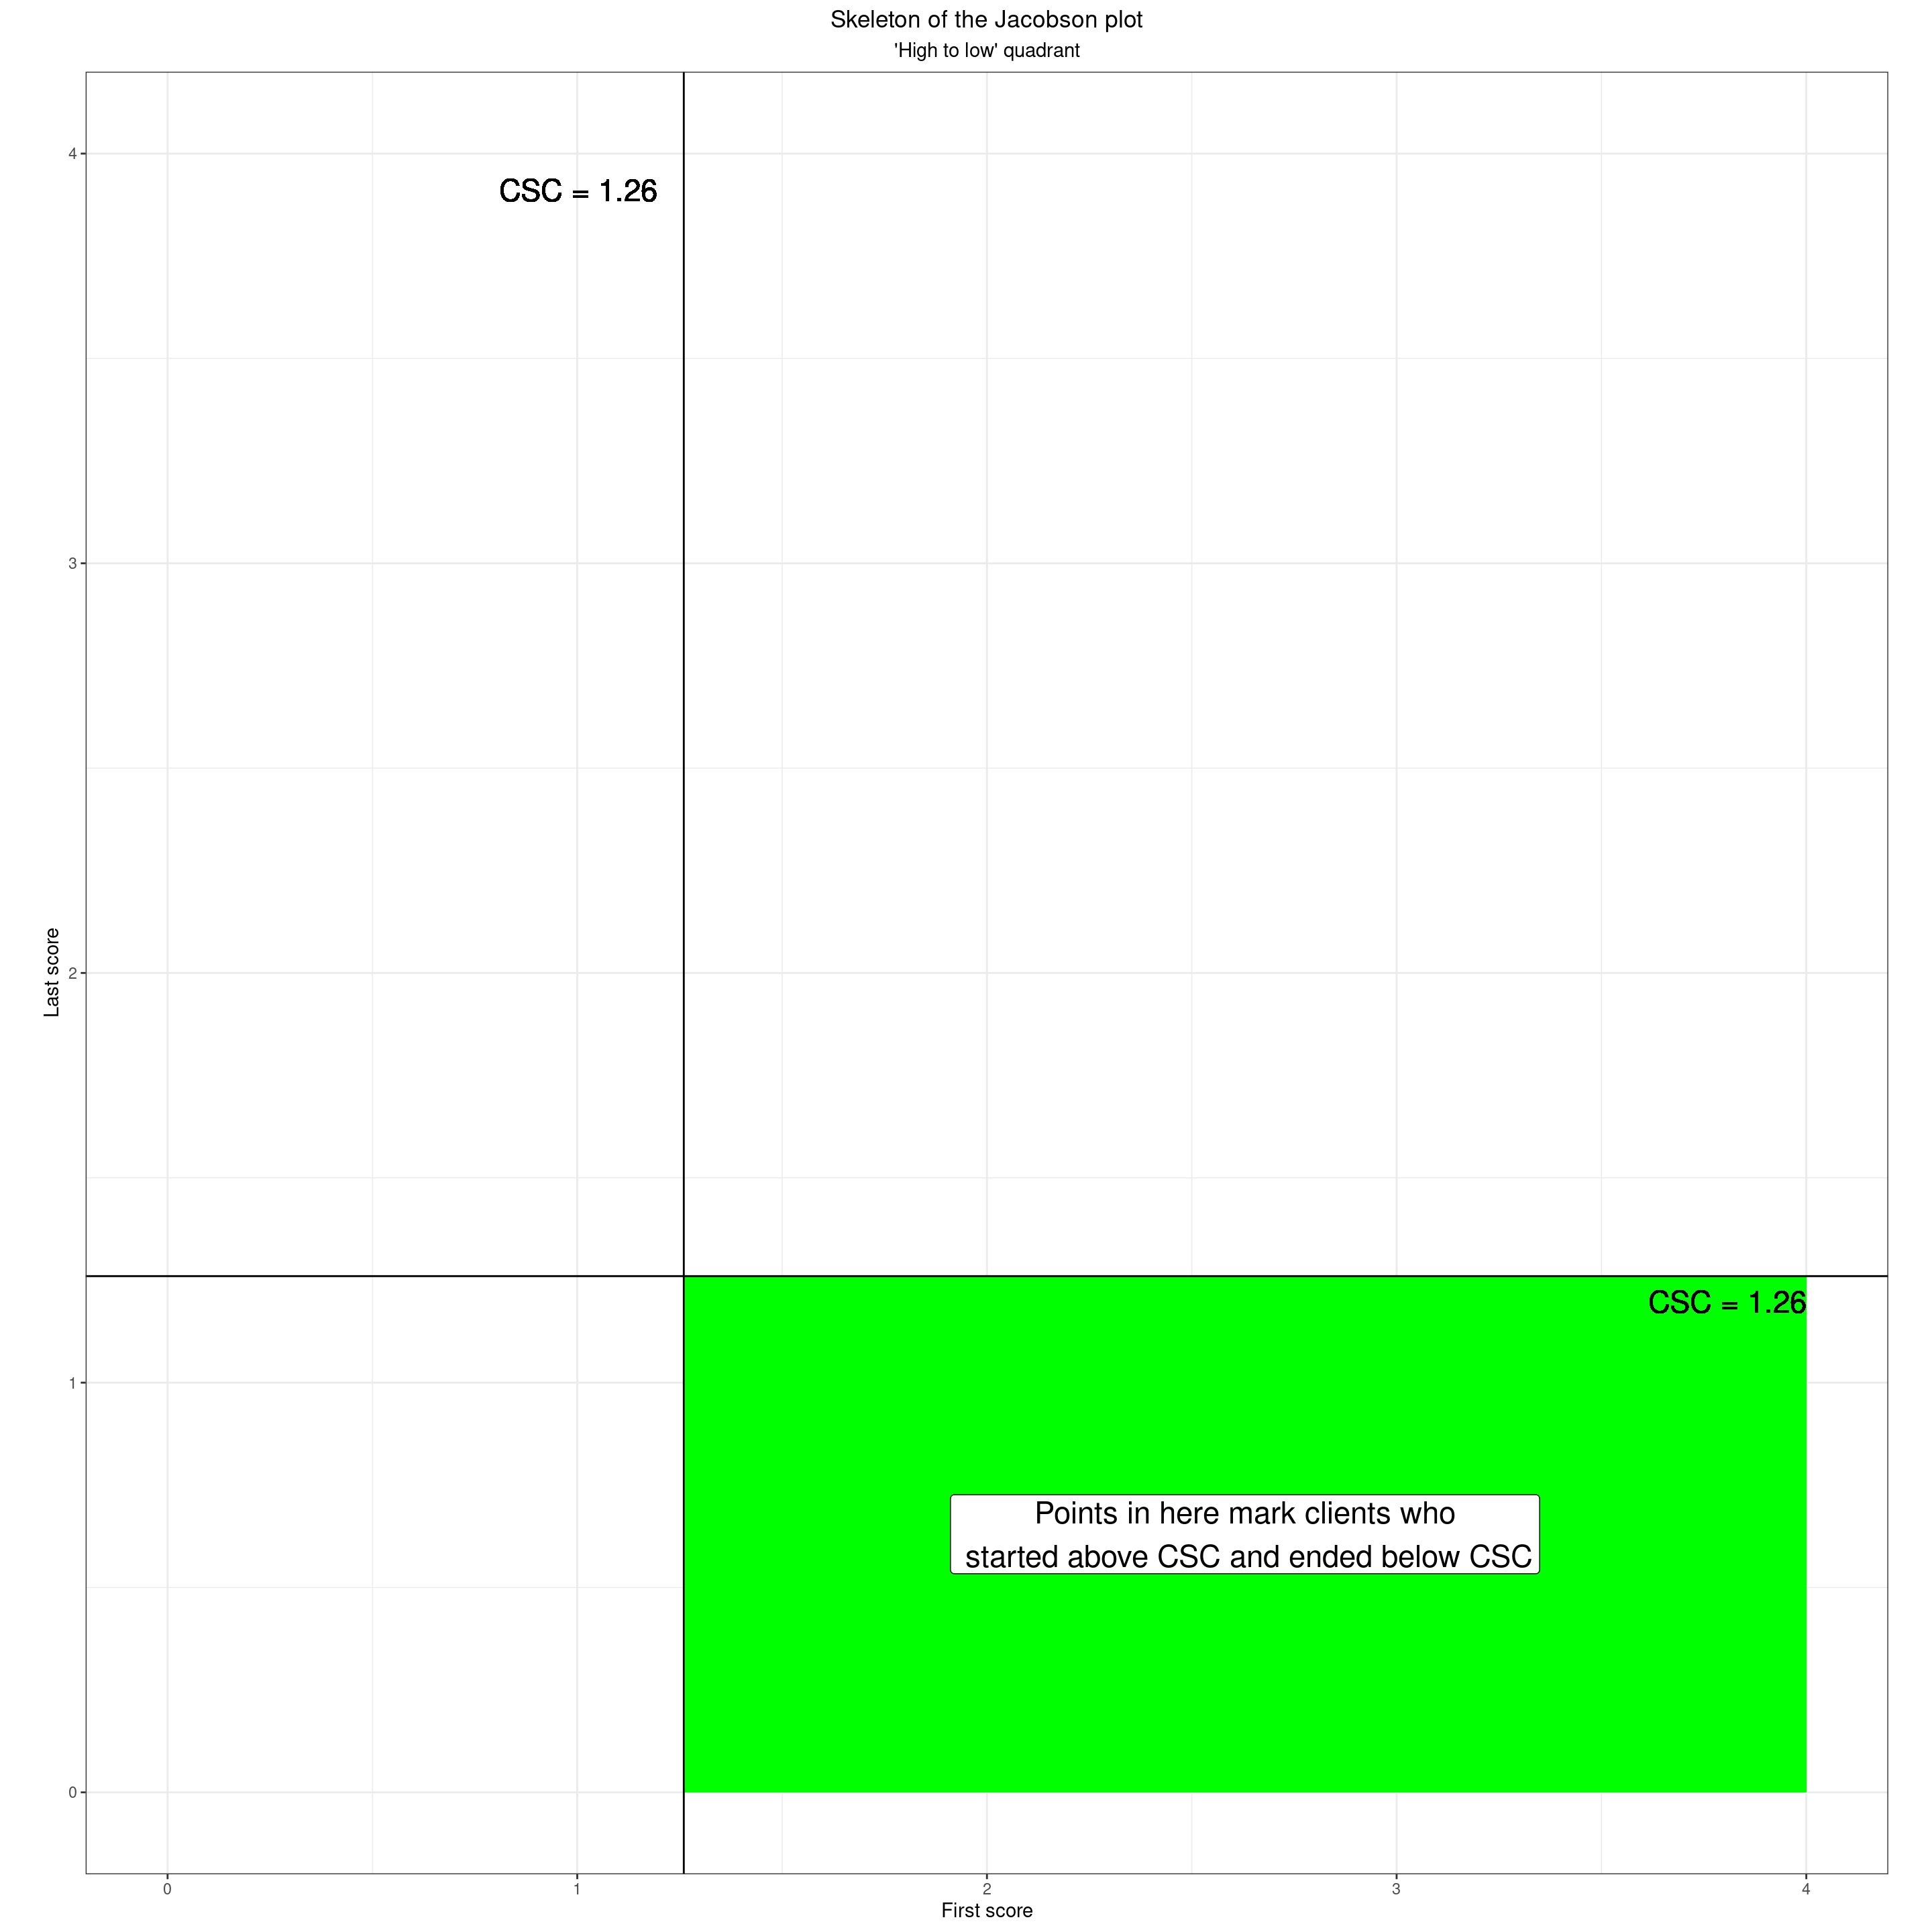 Skeleton of the Jacobson plot
'High to low' quadrant
4
CSC = 1.26
3
Last score
2
CSC = 1.26
1
Points in here mark clients who
started above CSC and ended below CSC
0
0 1 2 3 4
First score